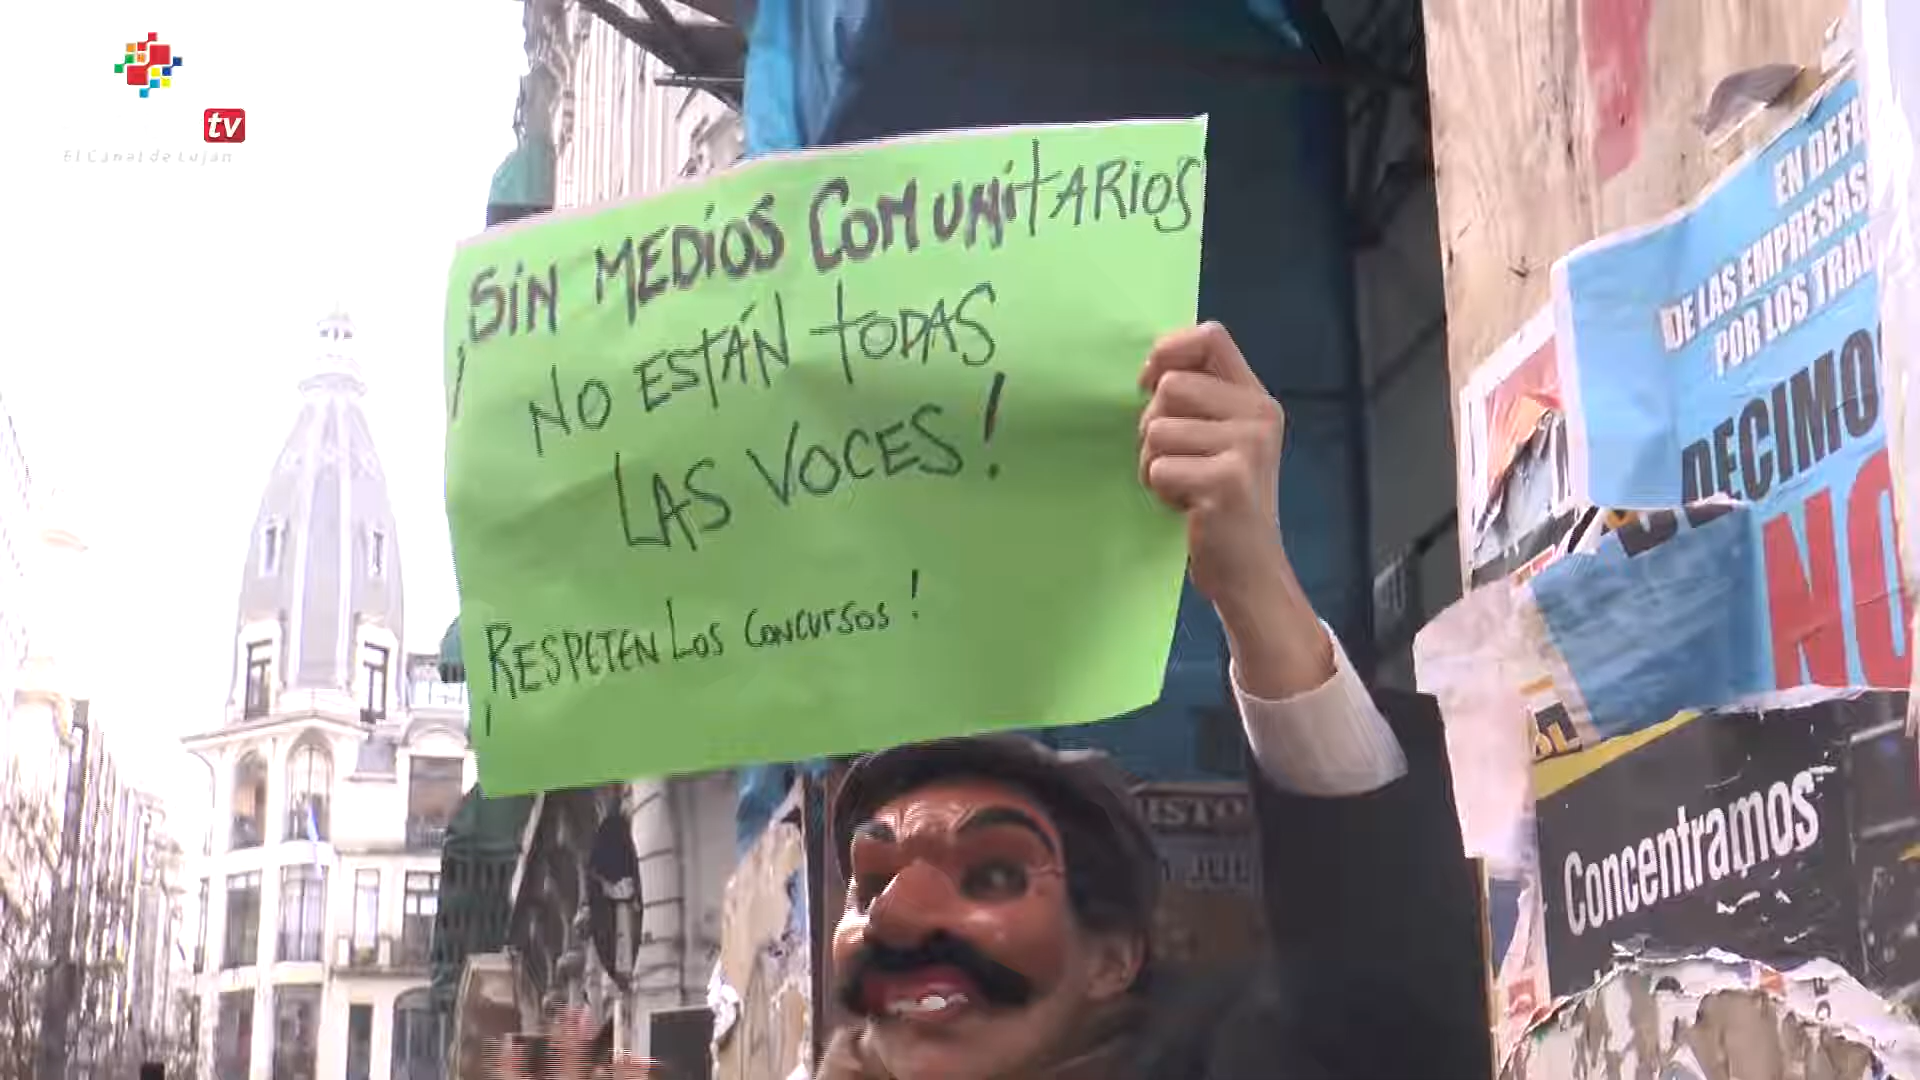 tv
El Canal de Luján
¡SiN MEDiOS COMUNitARiOS
NO EStÁN tODAS
LAS VOCES!
¡RESPETEN LOS CONCURSOS!
EN DEFE
DE LAS EMPRESAS
POR LOS TRA
DECIMOS
NO
Concentramos